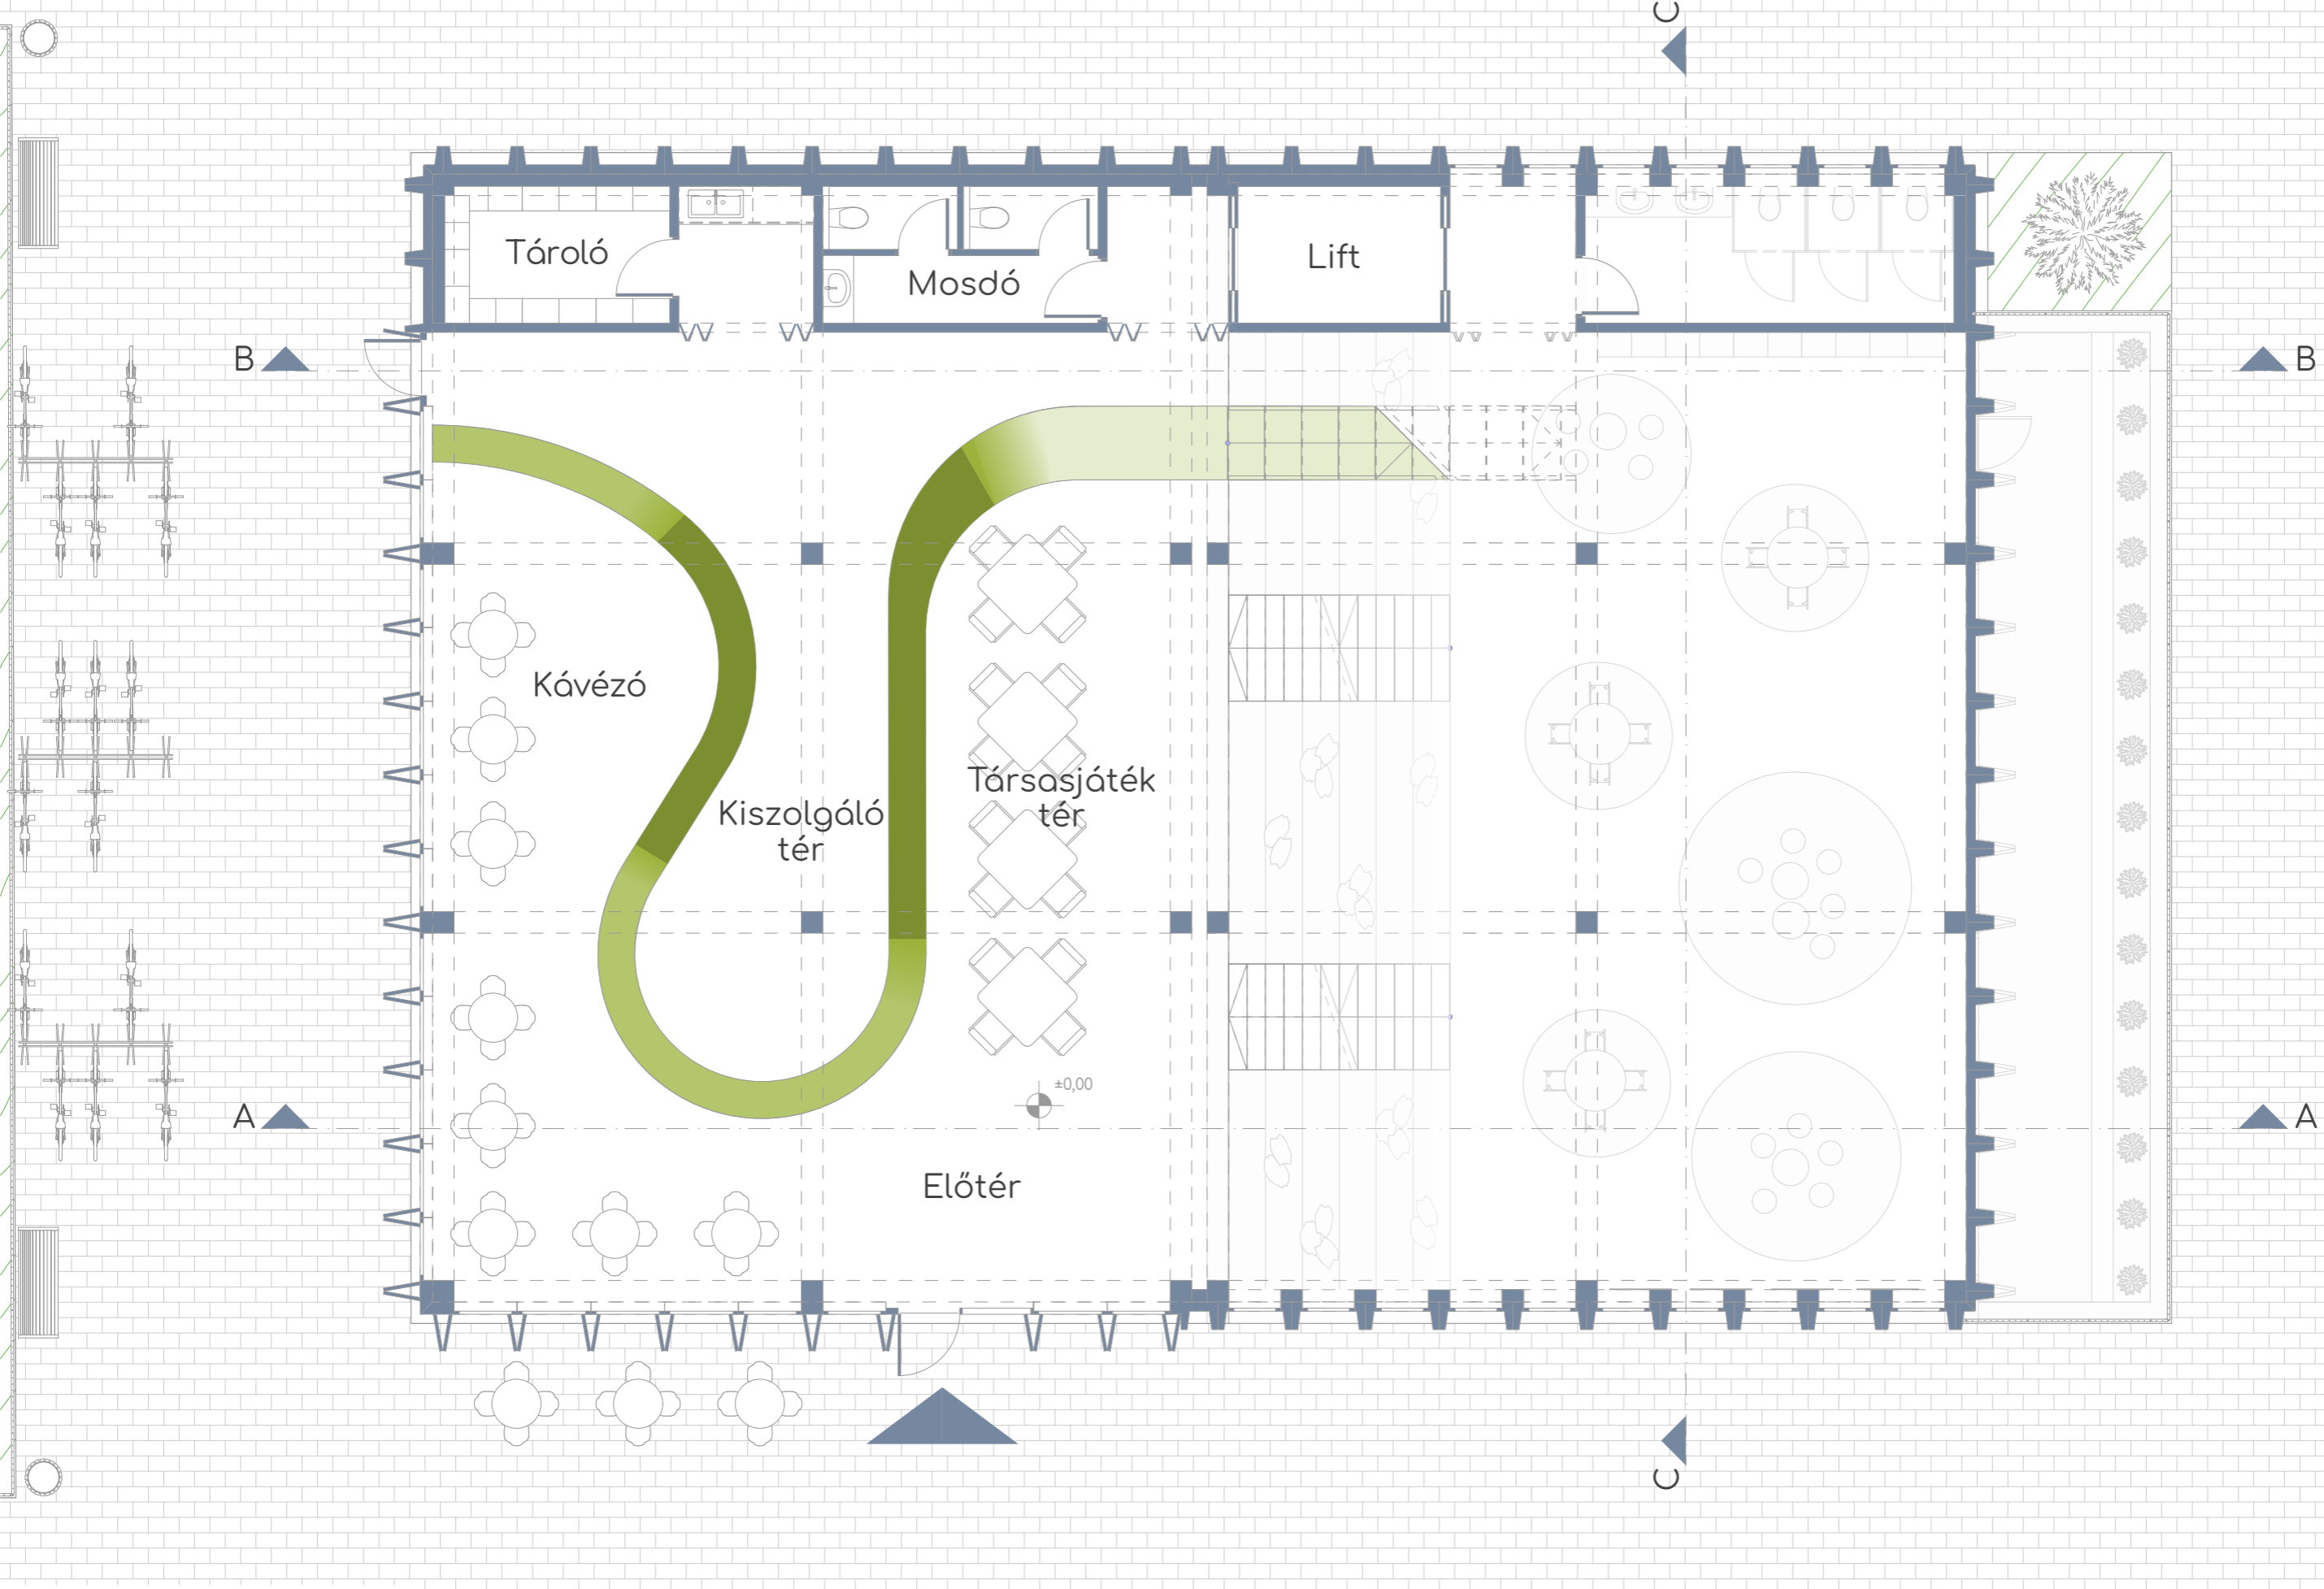 C
Tároló
Mosdó
Lift
B
B
Kávézó
Társasjáték
tér
Kiszolgáló
tér
±0,00
A
A
Előtér
C